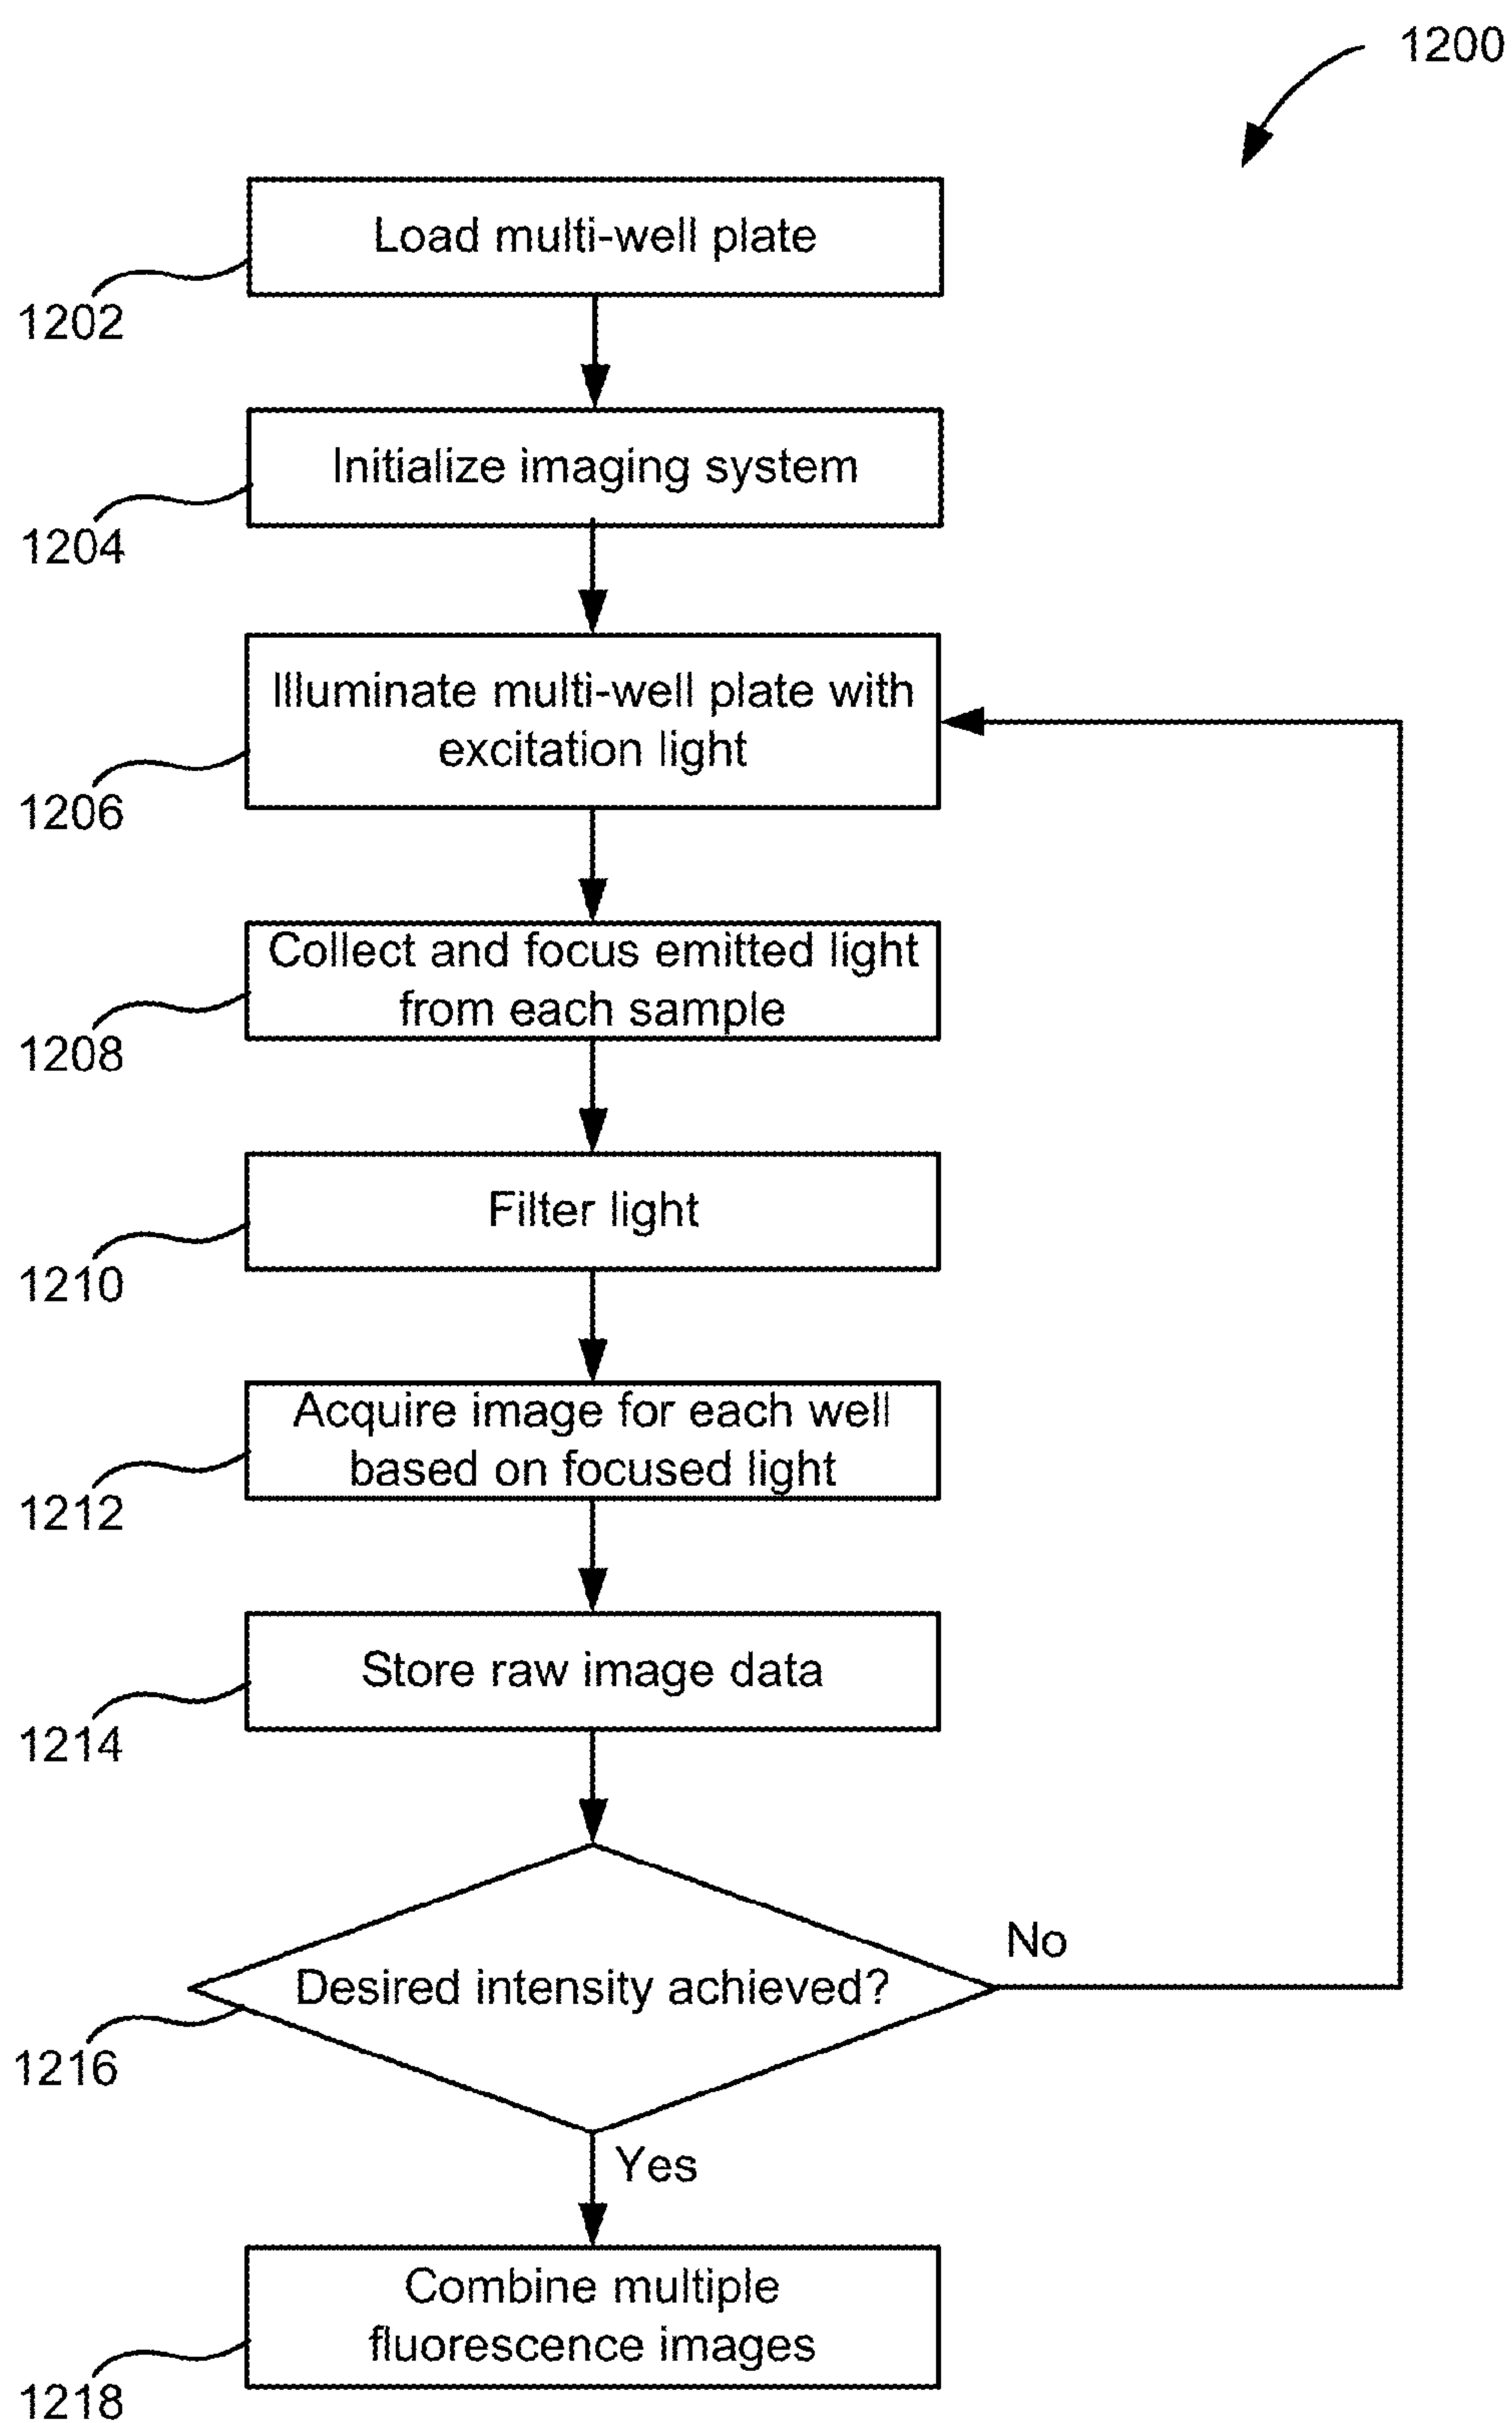 1200
Load multi-well plate
1202
Initialize imaging system
1204
Illuminate multi-well plate with
excitation light
1206
Collect and focus emitted light
from each sample
1208
Filter light
1210
Acquire image for each well
based on focused light
1212
Store raw image data
1214
No
Desired intensity achieved?
1216
Yes
Combine multiple
fluorescence images
1218